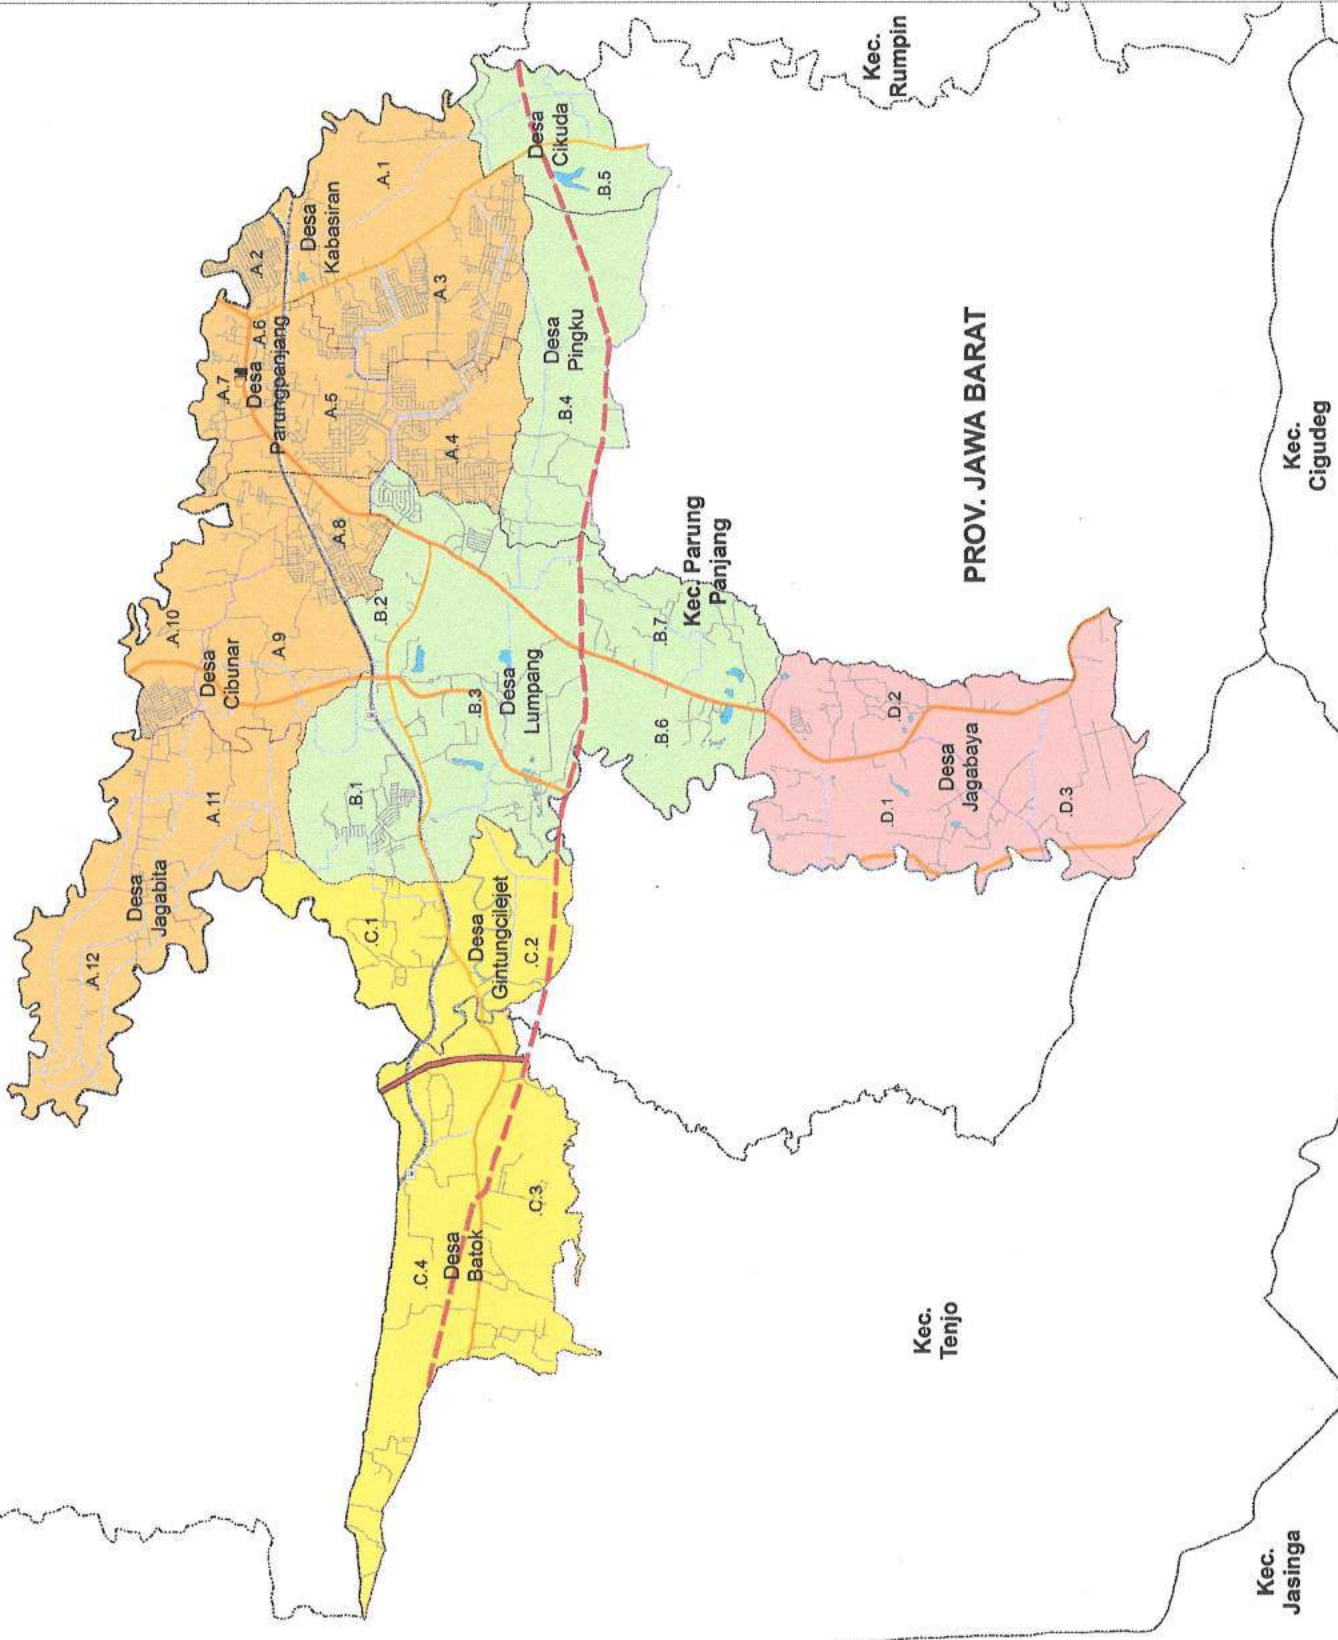 .A.12
Desa
Jagabita
.A.11
.A.10
Desa
Cibunar
.A.9
.A.8
.A.7
.A.6
Desa
Parungpanjang
.A.5
.A.2
Desa
Kabasiran
.A.1
.A.3
.A.4
.B.1
.B.2
.B.3
Desa
Lumpang
.B.4
Desa
Pingku
Desa
Cikuda
.B.5
.B.6
.B.7
Kec. Parung
Panjang
.C.1
Desa
Gintungcilejet
.C.2
.C.4
Desa
Batok
.C.3
.D.1
.D.2
Desa
Jagabaya
.D.3
PROV. JAWA BARAT
Kec.
Rumpin
Kec.
Cigudeg
Kec.
Tenjo
Kec.
Jasinga